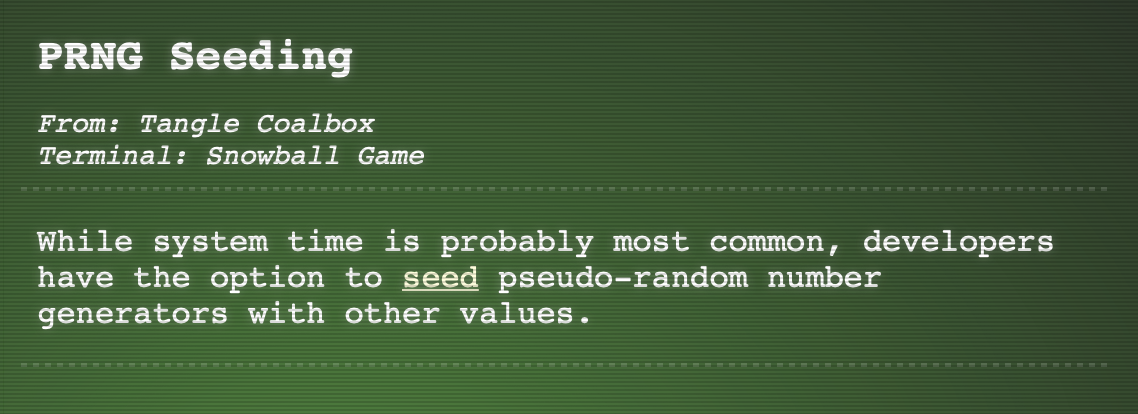 PRNG Seeding
From: Tangle Coalbox
Terminal: Snowball Game
While system time is probably most common, developers
have the option to seed pseudo-random number
generators with other values.